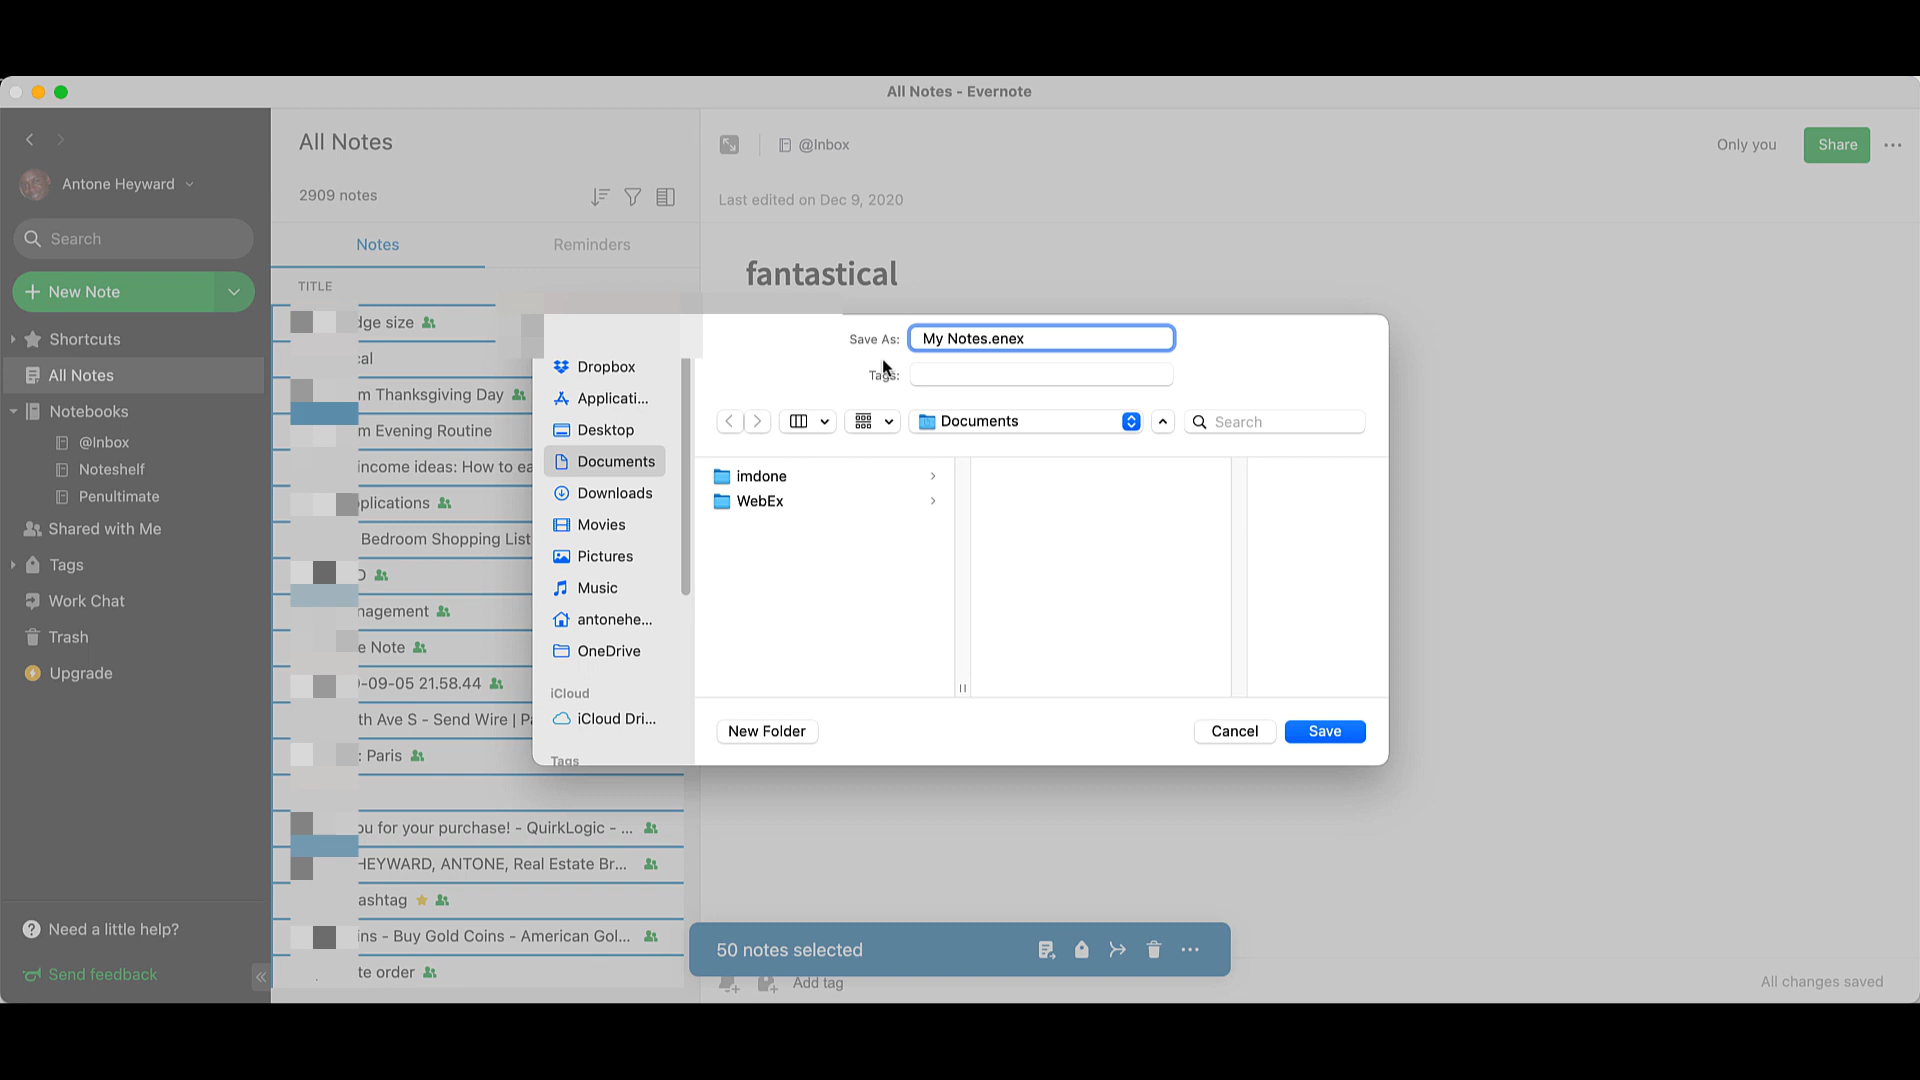 All Notes - Evernote
Antone Heyward
Search
New Note
Shortcuts
All Notes
Notebooks
@Inbox
Noteshelf
Penultimate
Shared with Me
Tags
Work Chat
Trash
Upgrade
Need a little help?
Send feedback
All Notes
2909 notes
Notes
Reminders
TITLE
dge size
cal
m Thanksgiving Day
m Evening Routine
income ideas: How to ea
plications
Bedroom Shopping List
nagement
e Note
-09-05 21.58.44
th Ave S - Send Wire | Pa
: Paris
ou for your purchase! - QuirkLogic - ...
HEYWARD, ANTONE, Real Estate Br...
ashtag
ins - Buy Gold Coins - American Gol...
te order
@Inbox
Only you
Share
Last edited on Dec 9, 2020
fantastical
Save As:
My Notes.enex
Tags:
Documents
Search
Dropbox
Applicati...
Desktop
Documents
Downloads
Movies
Pictures
Music
antonehe...
OneDrive
iCloud
iCloud Dri...
Tags
imdone
WebEx
New Folder
Cancel
Save
50 notes selected
Add tag
All changes saved